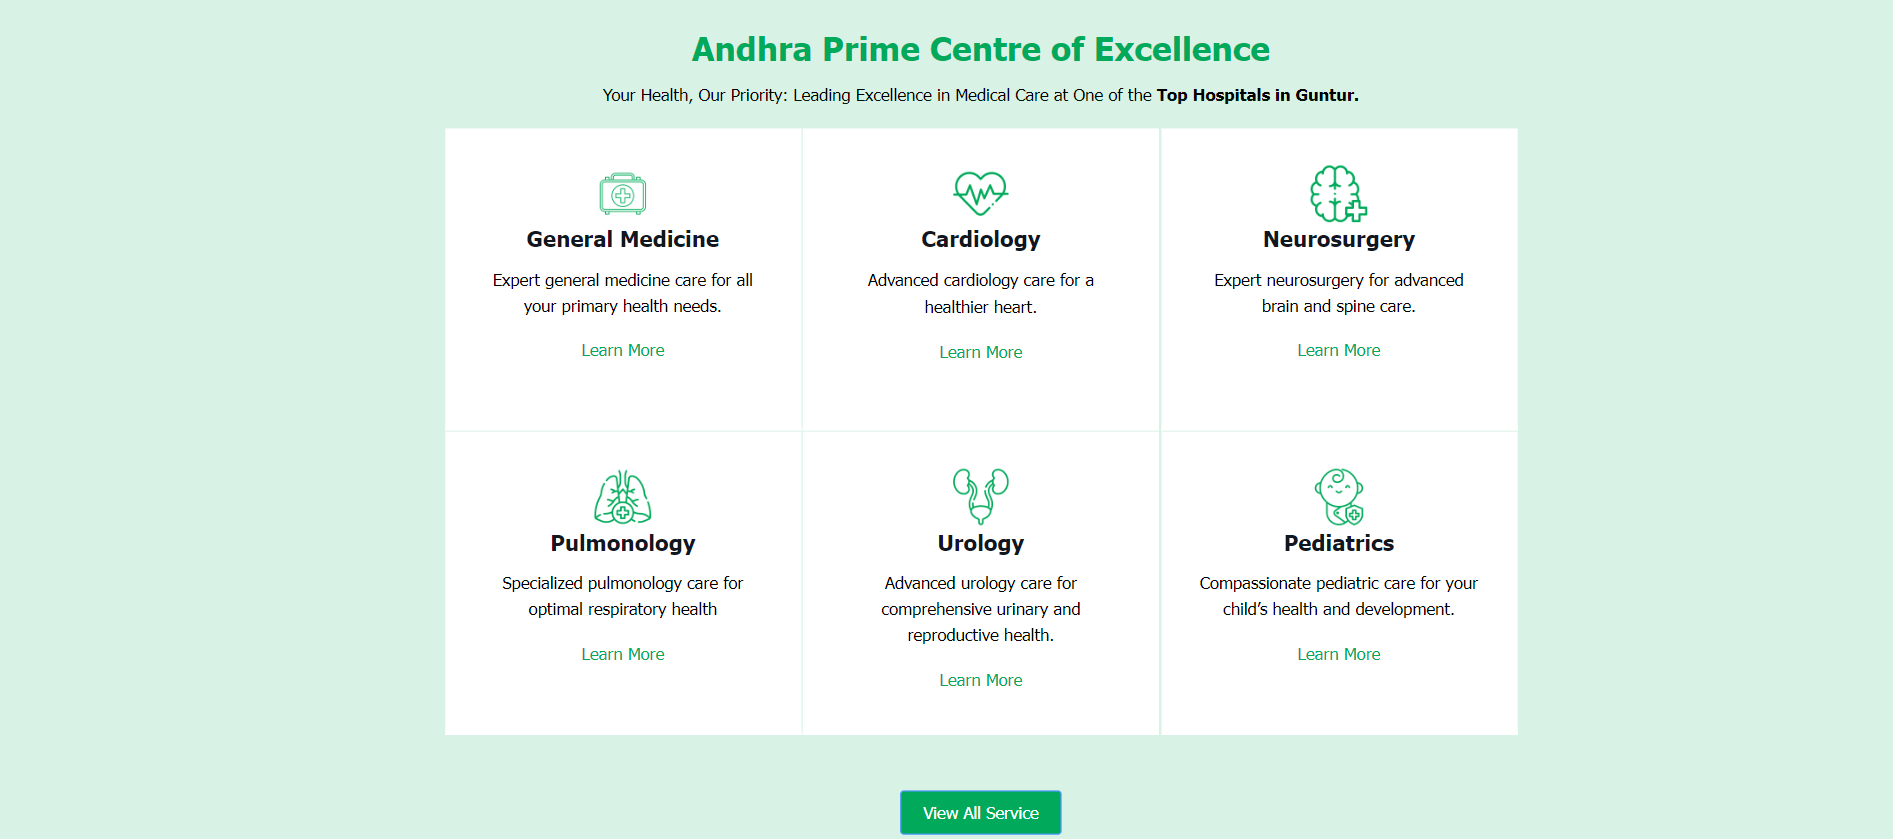 Andhra Prime Centre of Excellence
Your Health, Our Priority: Leading Excellence in Medical Care at One of the Top Hospitals in Guntur.
General Medicine
Expert general medicine care for all
your primary health needs.
Learn More
Cardiology
Advanced cardiology care for a
healthier heart.
Learn More
Neurosurgery
Expert neurosurgery for advanced
brain and spine care.
Learn More
Pulmonology
Specialized pulmonology care for
optimal respiratory health
Learn More
Urology
Advanced urology care for
comprehensive urinary and
reproductive health.
Learn More
Pediatrics
Compassionate pediatric care for your
child’s health and development.
Learn More
View All Service